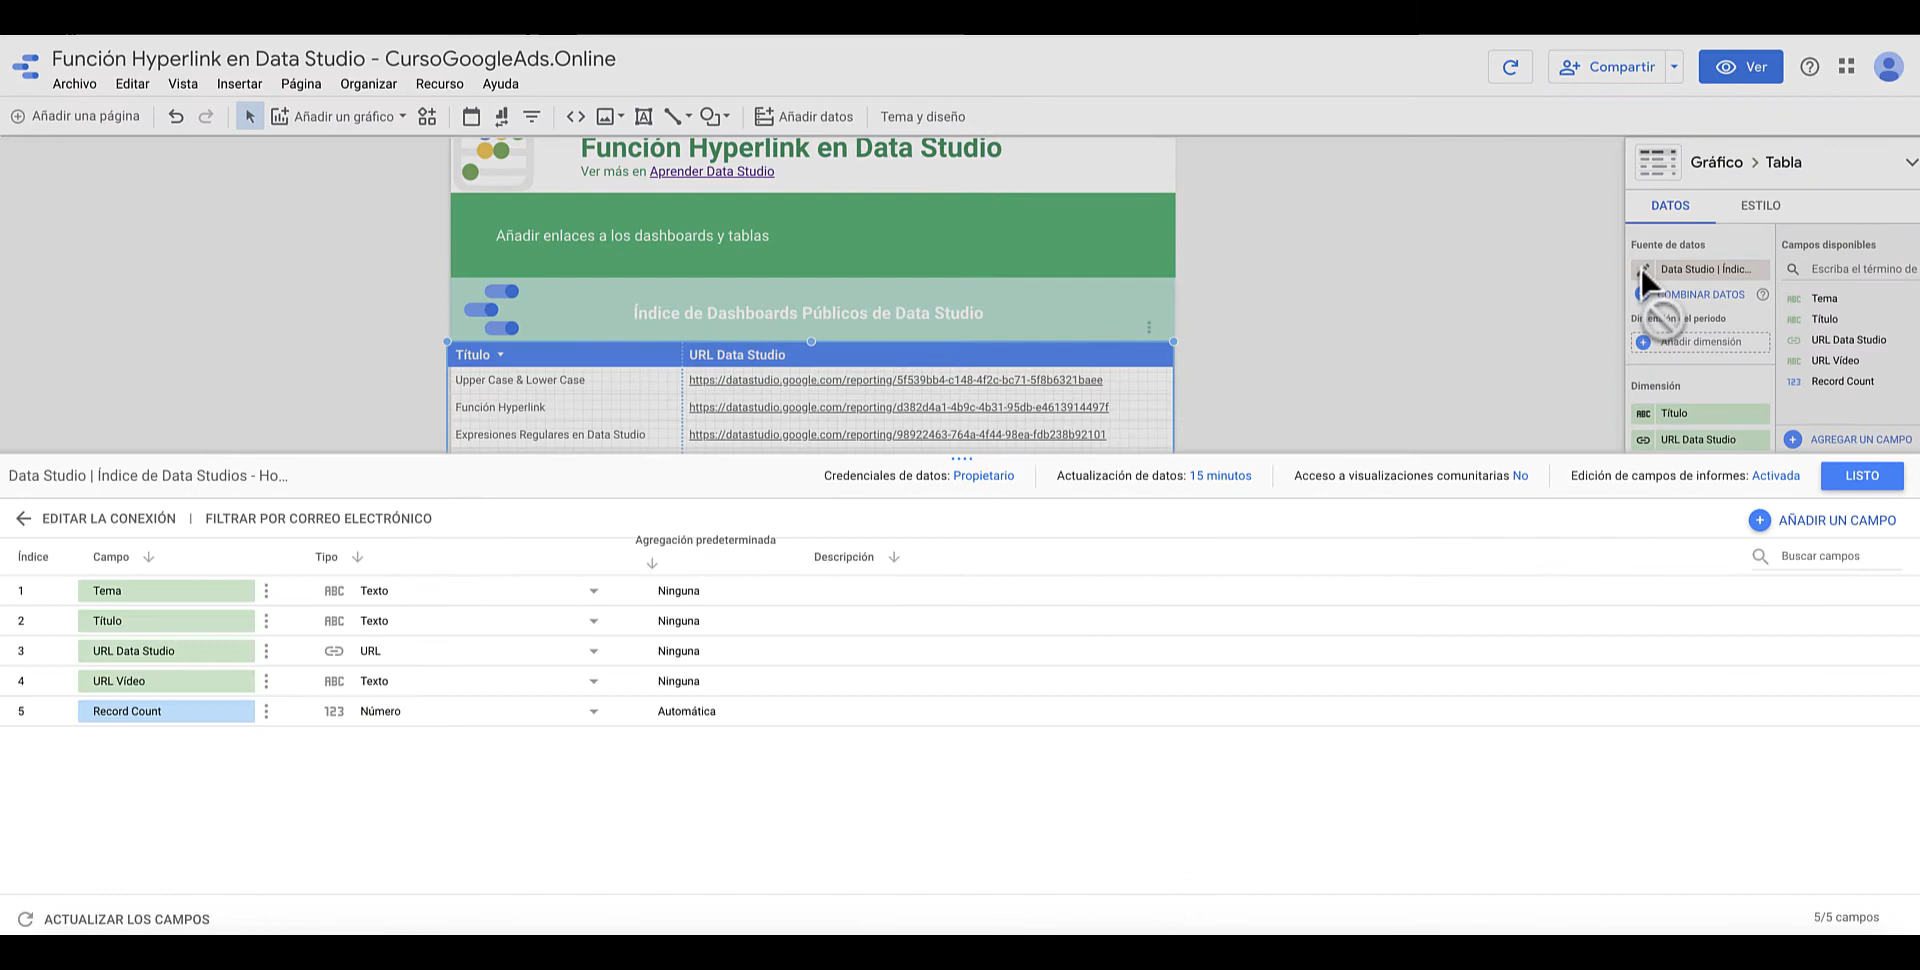 Función Hyperlink en Data Studio - CursoGoogleAds.Online
Archivo Editar Vista Insertar Página Organizar Recurso Ayuda
Compartir
Ver
Añadir una página
Añadir un gráfico
Añadir datos
Tema y diseño
Función Hyperlink en Data Studio
Ver más en Aprender Data Studio
Añadir enlaces a los dashboards y tablas
Índice de Dashboards Públicos de Data Studio
Título URL Data Studio
Upper Case & Lower Case https://datastudio.google.com/reporting/5f539bb4-c148-4f2c-bc71-5f8b6321baee
Función Hyperlink https://datastudio.google.com/reporting/d382d4a1-4b9c-4b31-95db-e4613914497f
Expresiones Regulares en Data Studio https://datastudio.google.com/reporting/98922463-764a-4f44-98ea-fdb238b92101
Gráfico > Tabla
DATOS ESTILO
Fuente de datos
Data Studio | Índic...
COMBINAR DATOS
periodo
Añadir dimensión
Dimensión
ABC Título
URL Data Studio
Campos disponibles
Escriba el término de
ABC Tema
ABC Título
URL Data Studio
ABC URL Vídeo
123 Record Count
AGREGAR UN CAMPO
Data Studio | Índice de Data Studios - Ho...
Credenciales de datos: Propietario
Actualización de datos: 15 minutos
Acceso a visualizaciones comunitarias No
Edición de campos de informes: Activada
LISTO
EDITAR LA CONEXIÓN | FILTRAR POR CORREO ELECTRÓNICO
AÑADIR UN CAMPO
Índice Campo Tipo Agregación predeterminada Descripción
Buscar campos
1 Tema ABC Texto Ninguna
2 Título ABC Texto Ninguna
3 URL Data Studio URL Ninguna
4 URL Vídeo ABC Texto Ninguna
5 Record Count 123 Número Automática
ACTUALIZAR LOS CAMPOS
5/5 campos